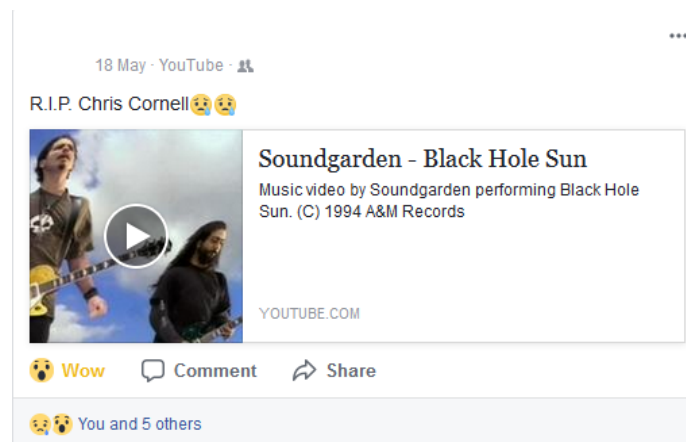 18 May · YouTube ·
R.I.P. Chris Cornell😢😢
Soundgarden - Black Hole Sun
Music video by Soundgarden performing Black Hole
Sun. (C) 1994 A&M Records
YOUTUBE.COM
Wow Comment Share
You and 5 others